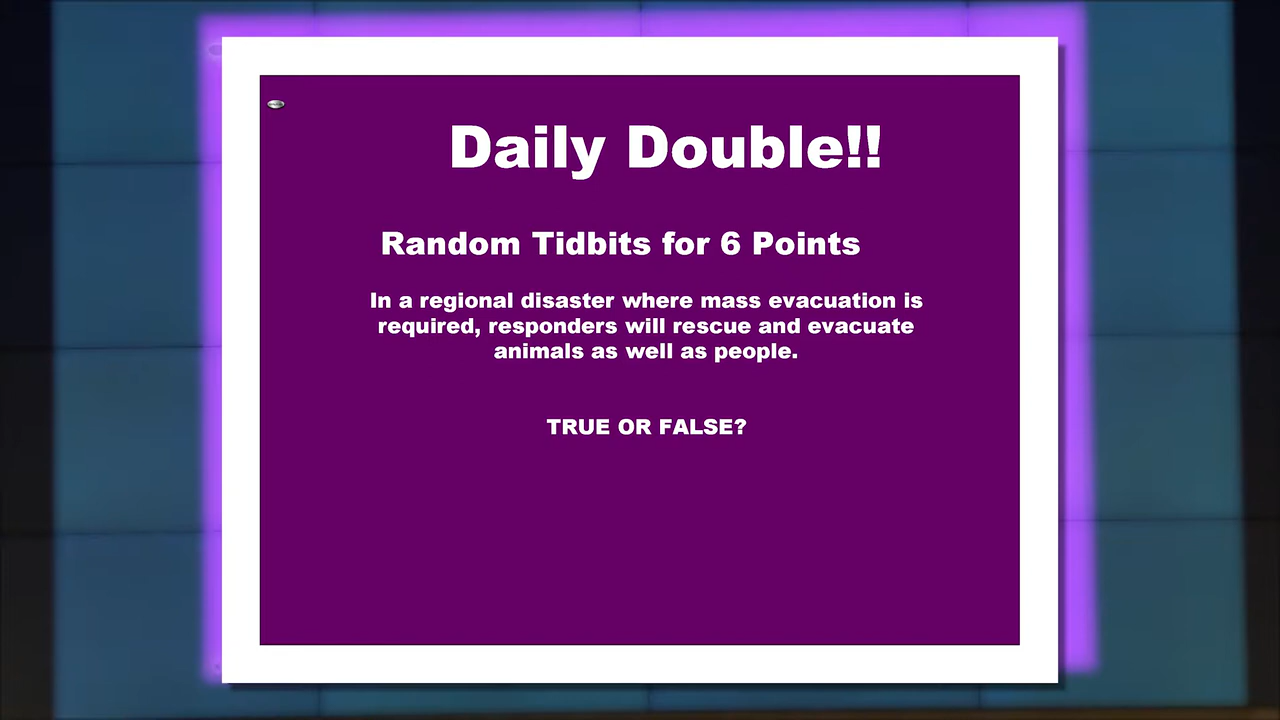 Daily Double!!
Random Tidbits for 6 Points
In a regional disaster where mass evacuation is
required, responders will rescue and evacuate
animals as well as people.
TRUE OR FALSE?